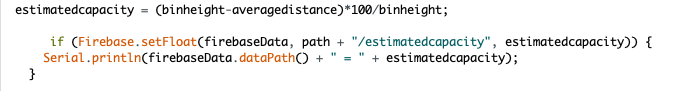 estimatedcapacity = (binheight-averagedistance)*100/binheight;
if (Firebase.setFloat(firebaseData, path + "/estimatedcapacity", estimatedcapacity)) {
Serial.println(firebaseData.dataPath() + " = " + estimatedcapacity);
}